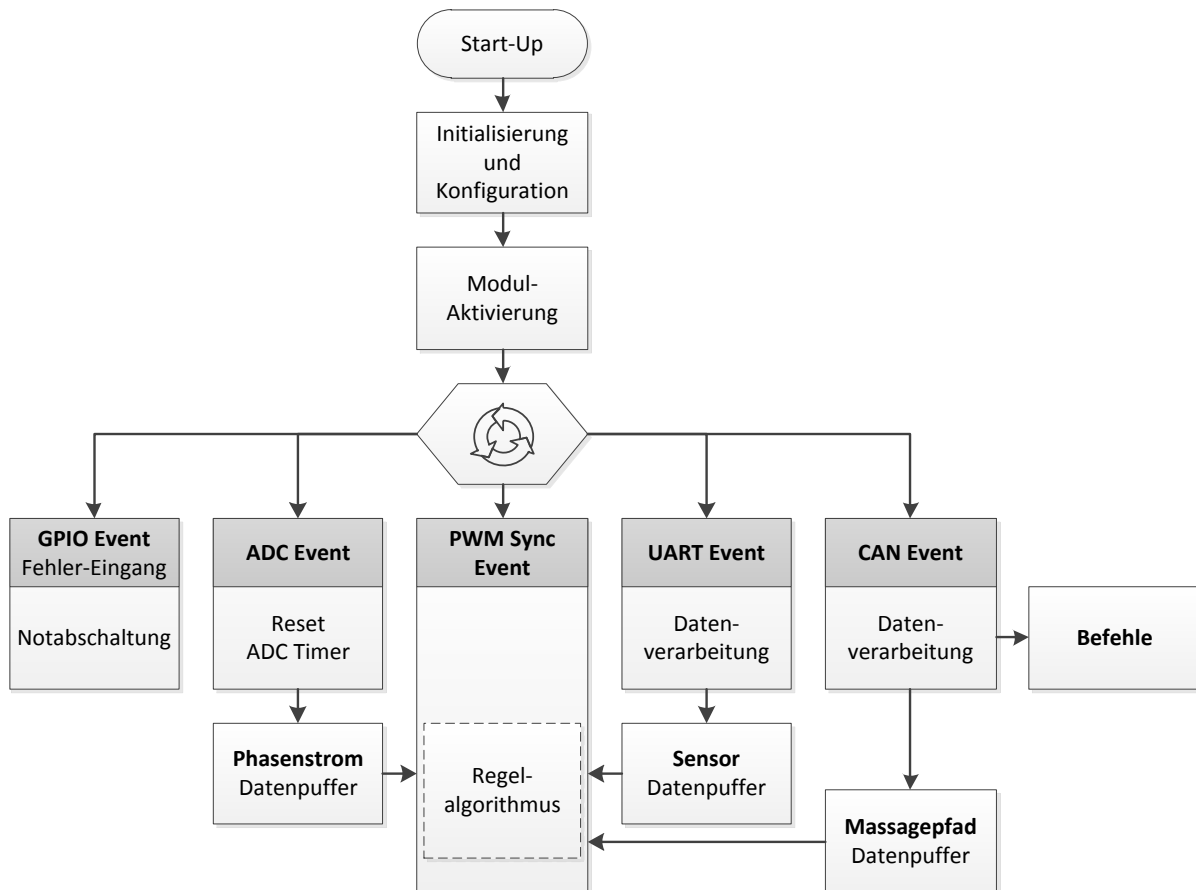 Start-Up
Initialisierung
und
Konfiguration
Modul-
Aktivierung
GPIO Event
Fehler-Eingang
Notabschaltung
ADC Event
Reset
ADC Timer
Phasenstrom
Datenpuffer
PWM Sync
Event
Regel-
algorithmus
UART Event
Daten-
verarbeitung
Sensor
Datenpuffer
CAN Event
Daten-
verarbeitung
Massagepfad
Datenpuffer
Befehle